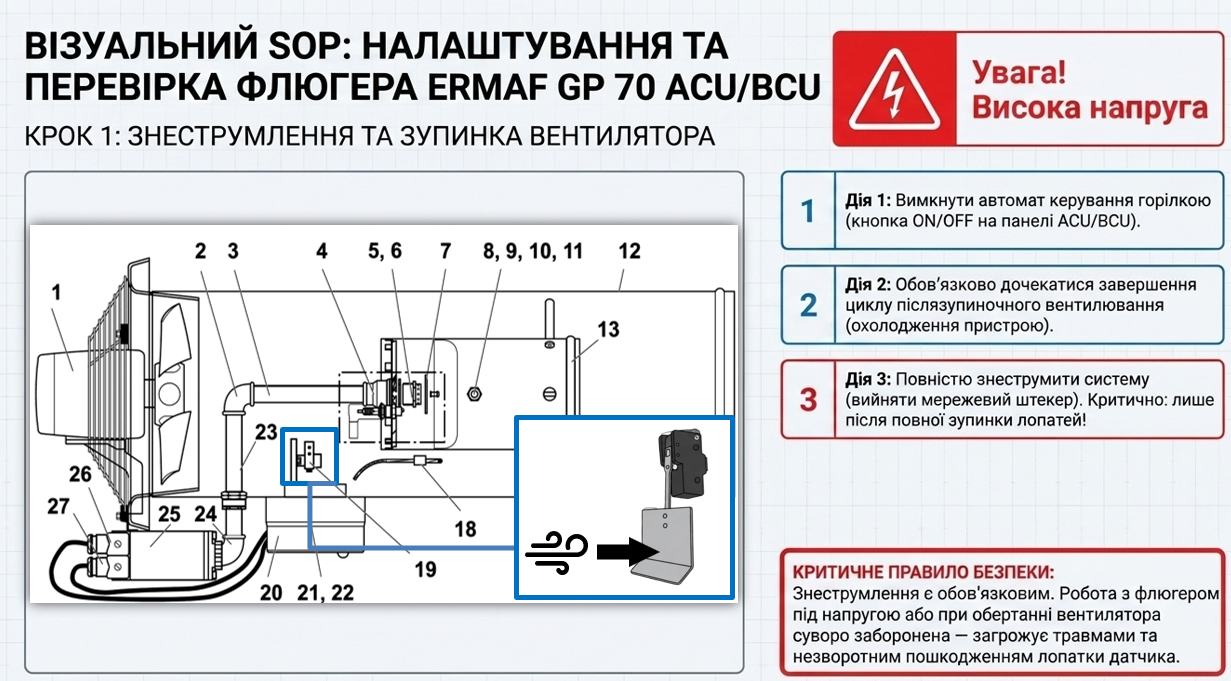 ВІЗУАЛЬНИЙ SOP: НАЛАШТУВАННЯ ТА
ПЕРЕВІРКА ФЛЮГЕРА ERMAF GP 70 ACU/BCU
КРОК 1: ЗНЕСТРУМЛЕННЯ ТА ЗУПИНКА ВЕНТИЛЯТОРА
Увага!
Висока напруга
1
2
3
4
5, 6
7
8, 9, 10, 11
12
13
23
26
27
25
24
18
19
20
21, 22
1
Дія 1: Вимкнути автомат керування горілкою
(кнопка ON/OFF на панелі ACU/BCU).
2
Дія 2: Обов'язково дочекатися завершення
циклу післязупиночного вентилювання
(охолодження пристрою).
3
Дія 3: Повністю знеструмити систему
(вийняти мережевий штекер). Критично: лише
після повної зупинки лопатей!
КРИТИЧНЕ ПРАВИЛО БЕЗПЕКИ:
Знеструмлення є обов'язковим. Робота з флюгером
під напругою або при обертанні вентилятора
суворо заборонена — загрожує травмами та
незворотним пошкодженням лопатки датчика.